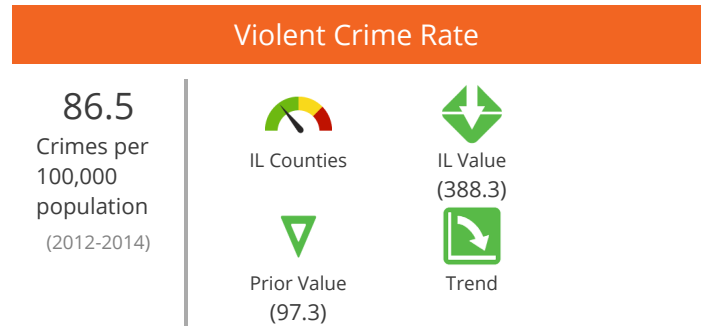 Violent Crime Rate
86.5
Crimes per
100,000
population
(2012-2014)
IL Counties
IL Value
(388.3)
Prior Value
(97.3)
Trend